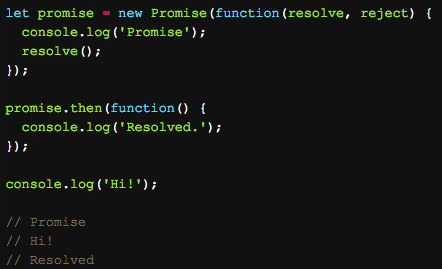 let promise = new Promise(function(resolve, reject) {
  console.log('Promise');
  resolve();
});

promise.then(function() {
  console.log('Resolved.');
});

console.log('Hi!');

// Promise
// Hi!
// Resolved